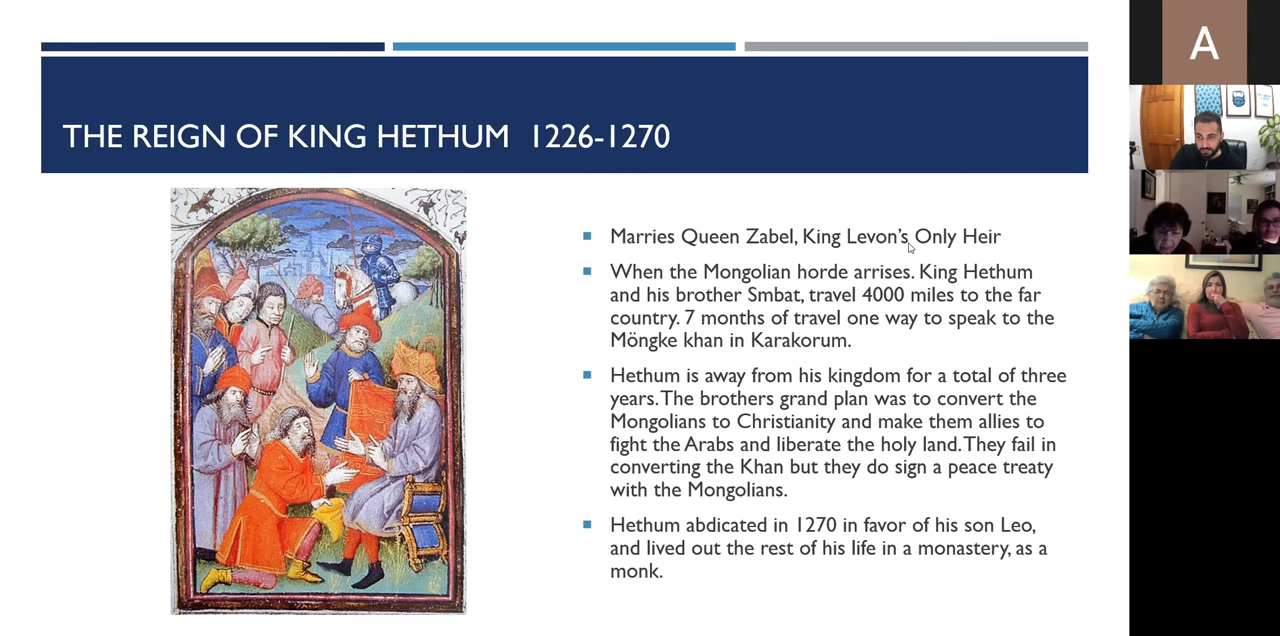 THE REIGN OF KING HETHUM 1226-1270
Marries Queen Zabel, King Levon's Only Heir
When the Mongolian horde arrises. King Hethum
and his brother Smbat, travel 4000 miles to the far
country. 7 months of travel one way to speak to the
Möngke khan in Karakorum.
Hethum is away from his kingdom for a total of three
years. The brothers grand plan was to convert the
Mongolians to Christianity and make them allies to
fight the Arabs and liberate the holy land. They fail in
converting the Khan but they do sign a peace treaty
with the Mongolians.
Hethum abdicated in 1270 in favor of his son Leo,
and lived out the rest of his life in a monastery, as a
monk.
A